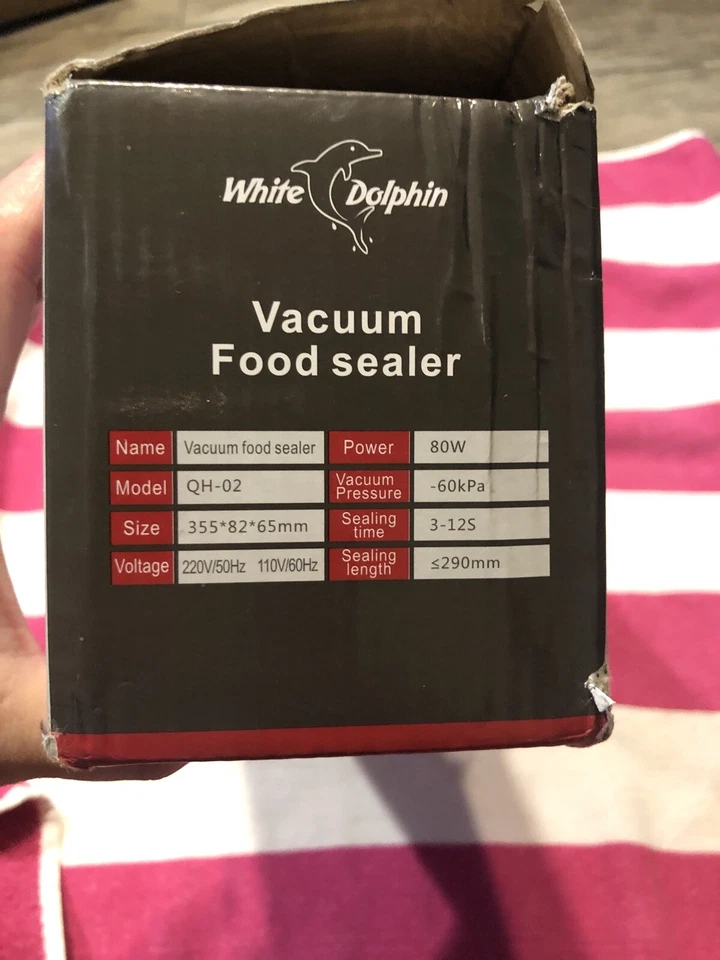 White Dolphin
Vacuum
Food sealer
Name Vacuum food sealer Power 80W
Model QH-02 Vacuum Pressure -60kPa
Size 355*82*65mm Sealing time 3-12S
Voltage 220V/50Hz 110V/60Hz Sealing length ≤290mm